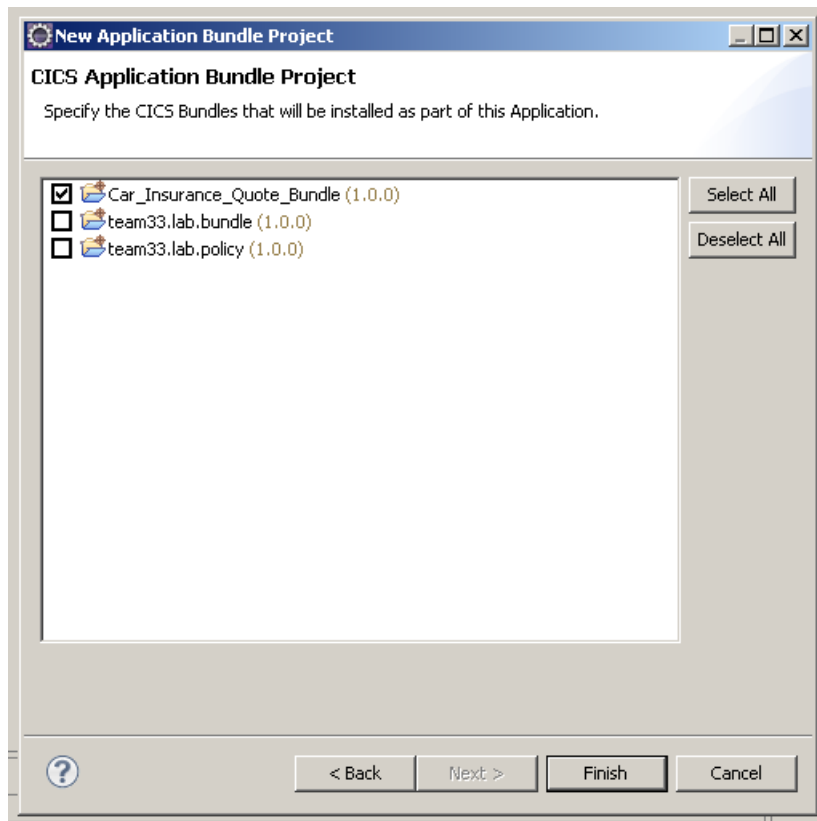 New Application Bundle Project
CICS Application Bundle Project
Specify the CICS Bundles that will be installed as part of this Application.
Car_Insurance_Quote_Bundle (1.0.0)
team33.lab.bundle (1.0.0)
team33.lab.policy (1.0.0)
Select All
Deselect All
?
< Back
Next >
Finish
Cancel